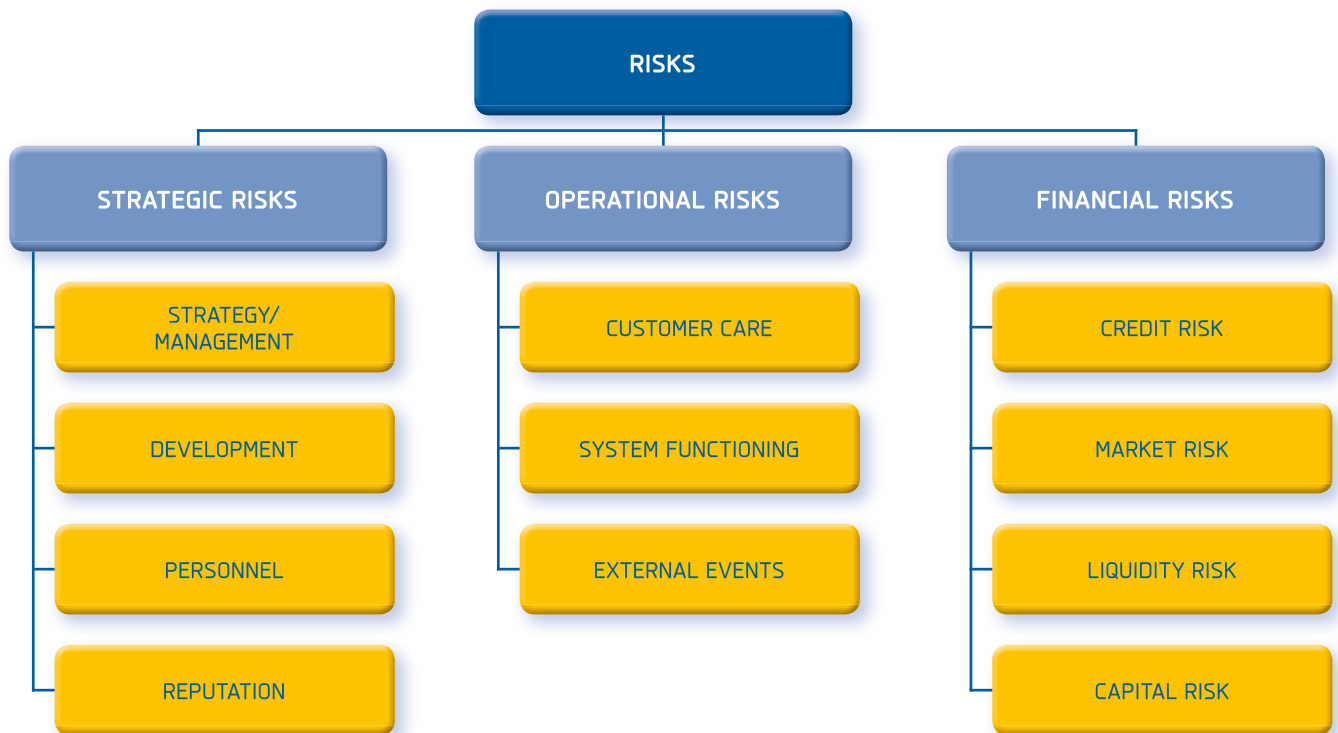 RISKS
STRATEGIC RISKS
OPERATIONAL RISKS
FINANCIAL RISKS
STRATEGY/
MANAGEMENT
DEVELOPMENT
PERSONNEL
REPUTATION
CUSTOMER CARE
SYSTEM FUNCTIONING
EXTERNAL EVENTS
CREDIT RISK
MARKET RISK
LIQUIDITY RISK
CAPITAL RISK